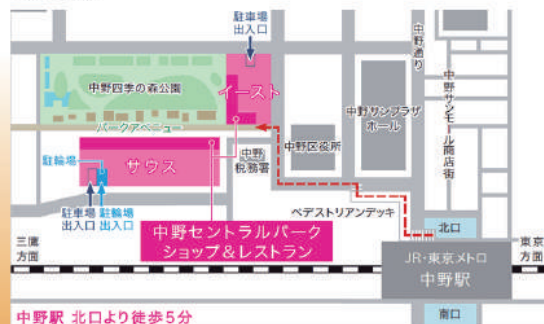 駐車場
出入口
中野四季の森公園
イースト
中野通り
中野サンプラザ
ホール
中野サンモール商店街
パークアベニュー
駐輪場
サウス
中野
税務署
中野区役所
駐車場
出入口
駐輪場
出入口
ペデストリアンデッキ
中野セントラルパーク
ショップ&レストラン
北口
三鷹
方面
JR・東京メトロ
中野駅
東京
方面
南口
中野駅 北口より徒歩5分